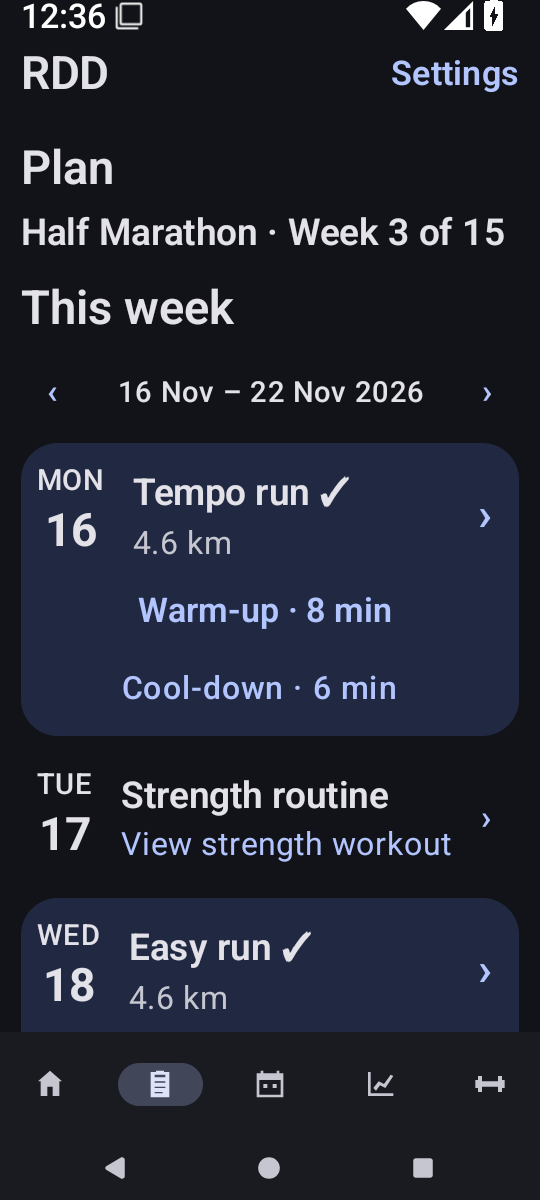 12:36
RDD
Settings
Plan
Half Marathon · Week 3 of 15
This week
‹ 16 Nov – 22 Nov 2026 ›
MON
16
Tempo run ✓
4.6 km
›
Warm-up · 8 min
Cool-down · 6 min
TUE
17
Strength routine
View strength workout
›
WED
18
Easy run ✓
4.6 km
›